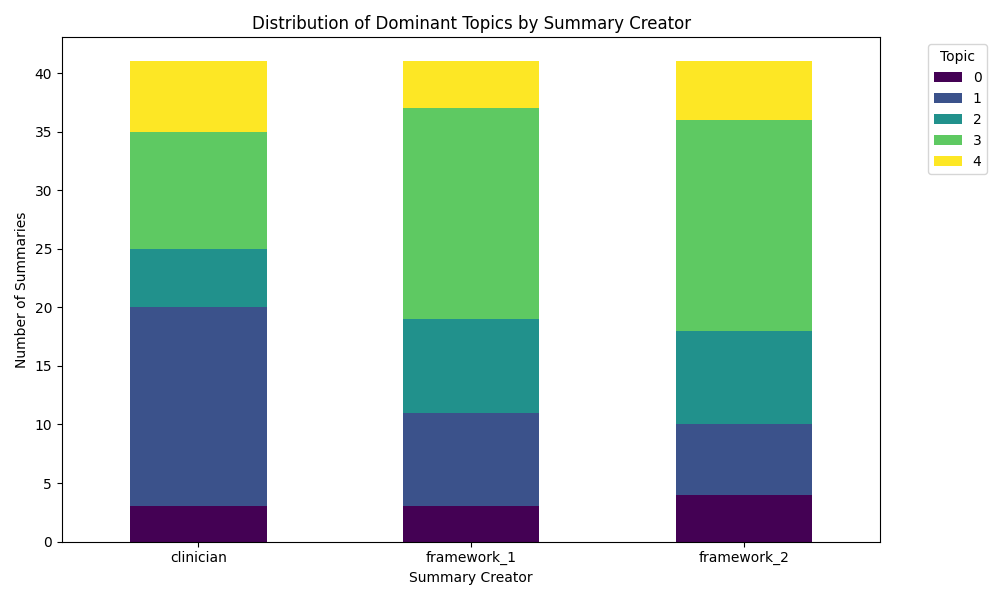 Distribution of Dominant Topics by Summary Creator
Topic
0
1
2
3
4
Number of Summaries
40
35
30
25
20
15
10
5
0
clinician framework_1 framework_2
Summary Creator